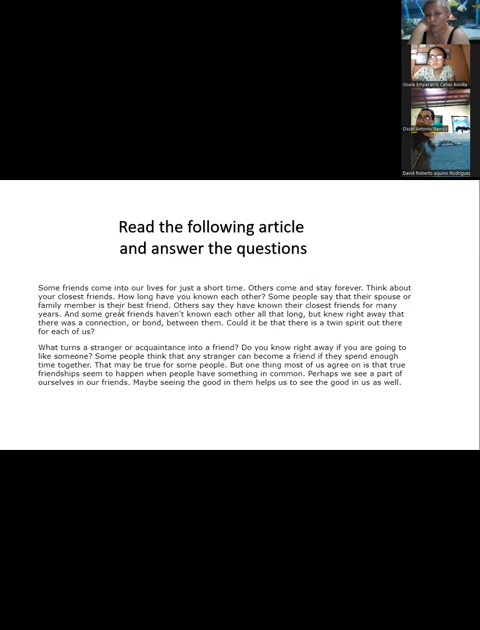 Gisela Emperatriz Cañas Bonilla
Oscar Antonio Ramos
David Roberto aquino Rodriguez
Read the following article
and answer the questions
Some friends come into our lives for just a short time. Others come and stay forever. Think about
your closest friends. How long have you known each other? Some people say that their spouse or
family member is their best friend. Others say they have known their closest friends for many
years. And some great friends haven't known each other all that long, but knew right away that
there was a connection, or bond, between them. Could it be that there is a twin spirit out there
for each of us?
What turns a stranger or acquaintance into a friend? Do you know right away if you are going to
like someone? Some people think that any stranger can become a friend if they spend enough
time together. That may be true for some people. But one thing most of us agree on is that true
friendships seem to happen when people have something in common. Perhaps we see a part of
ourselves in our friends. Maybe seeing the good in them helps us to see the good in us as well.